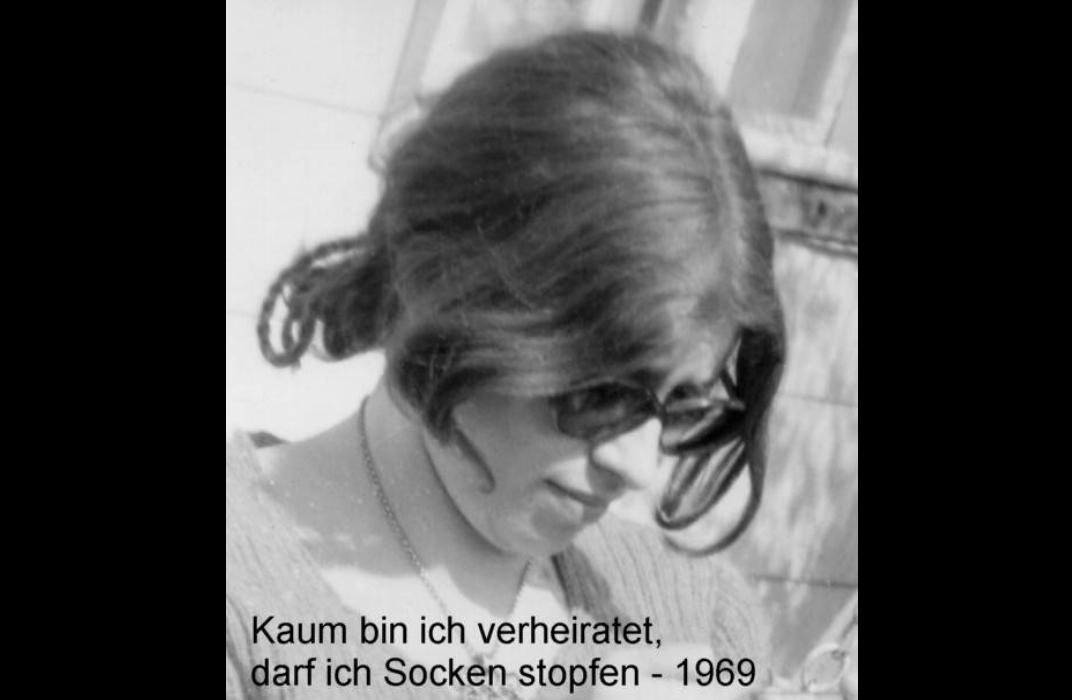 Kaum bin ich verheiratet,
darf ich Socken stopfen - 1969